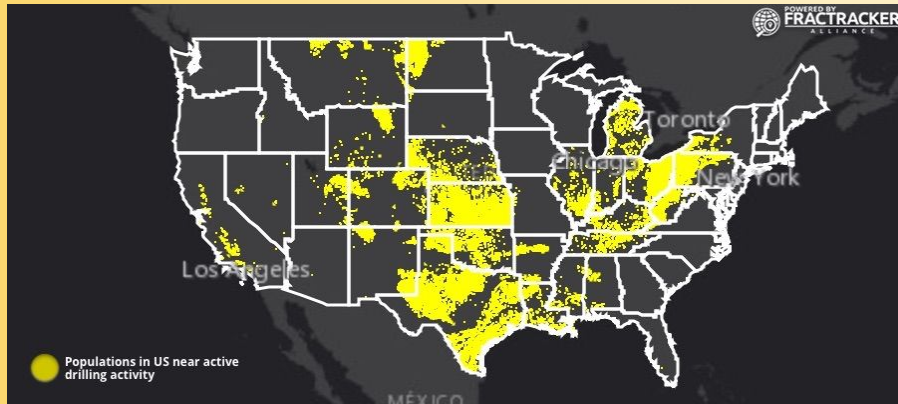 POWERED BY
FRACTRACKER
ALLIANCE
Toronto
Chicago
New York
Los Angeles
Populations in US near active
drilling activity
MÉXICO